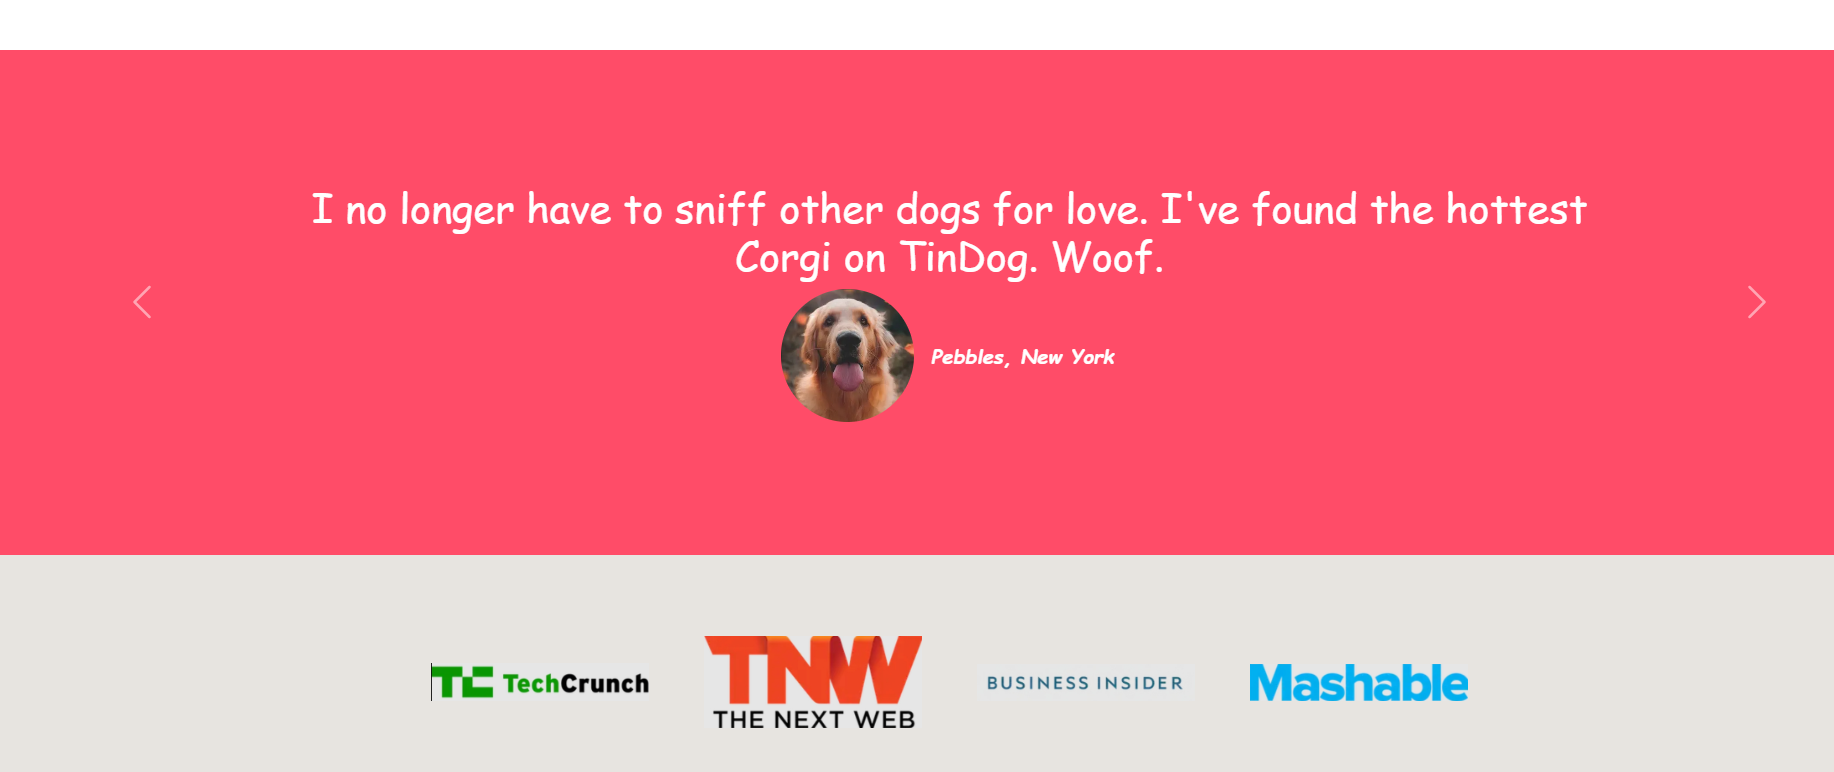 I no longer have to sniff other dogs for love. I've found the hottest
Corgi on TinDog. Woof.
Pebbles, New York
TC TechCrunch
TNW
THE NEXT WEB
BUSINESS INSIDER
Mashable